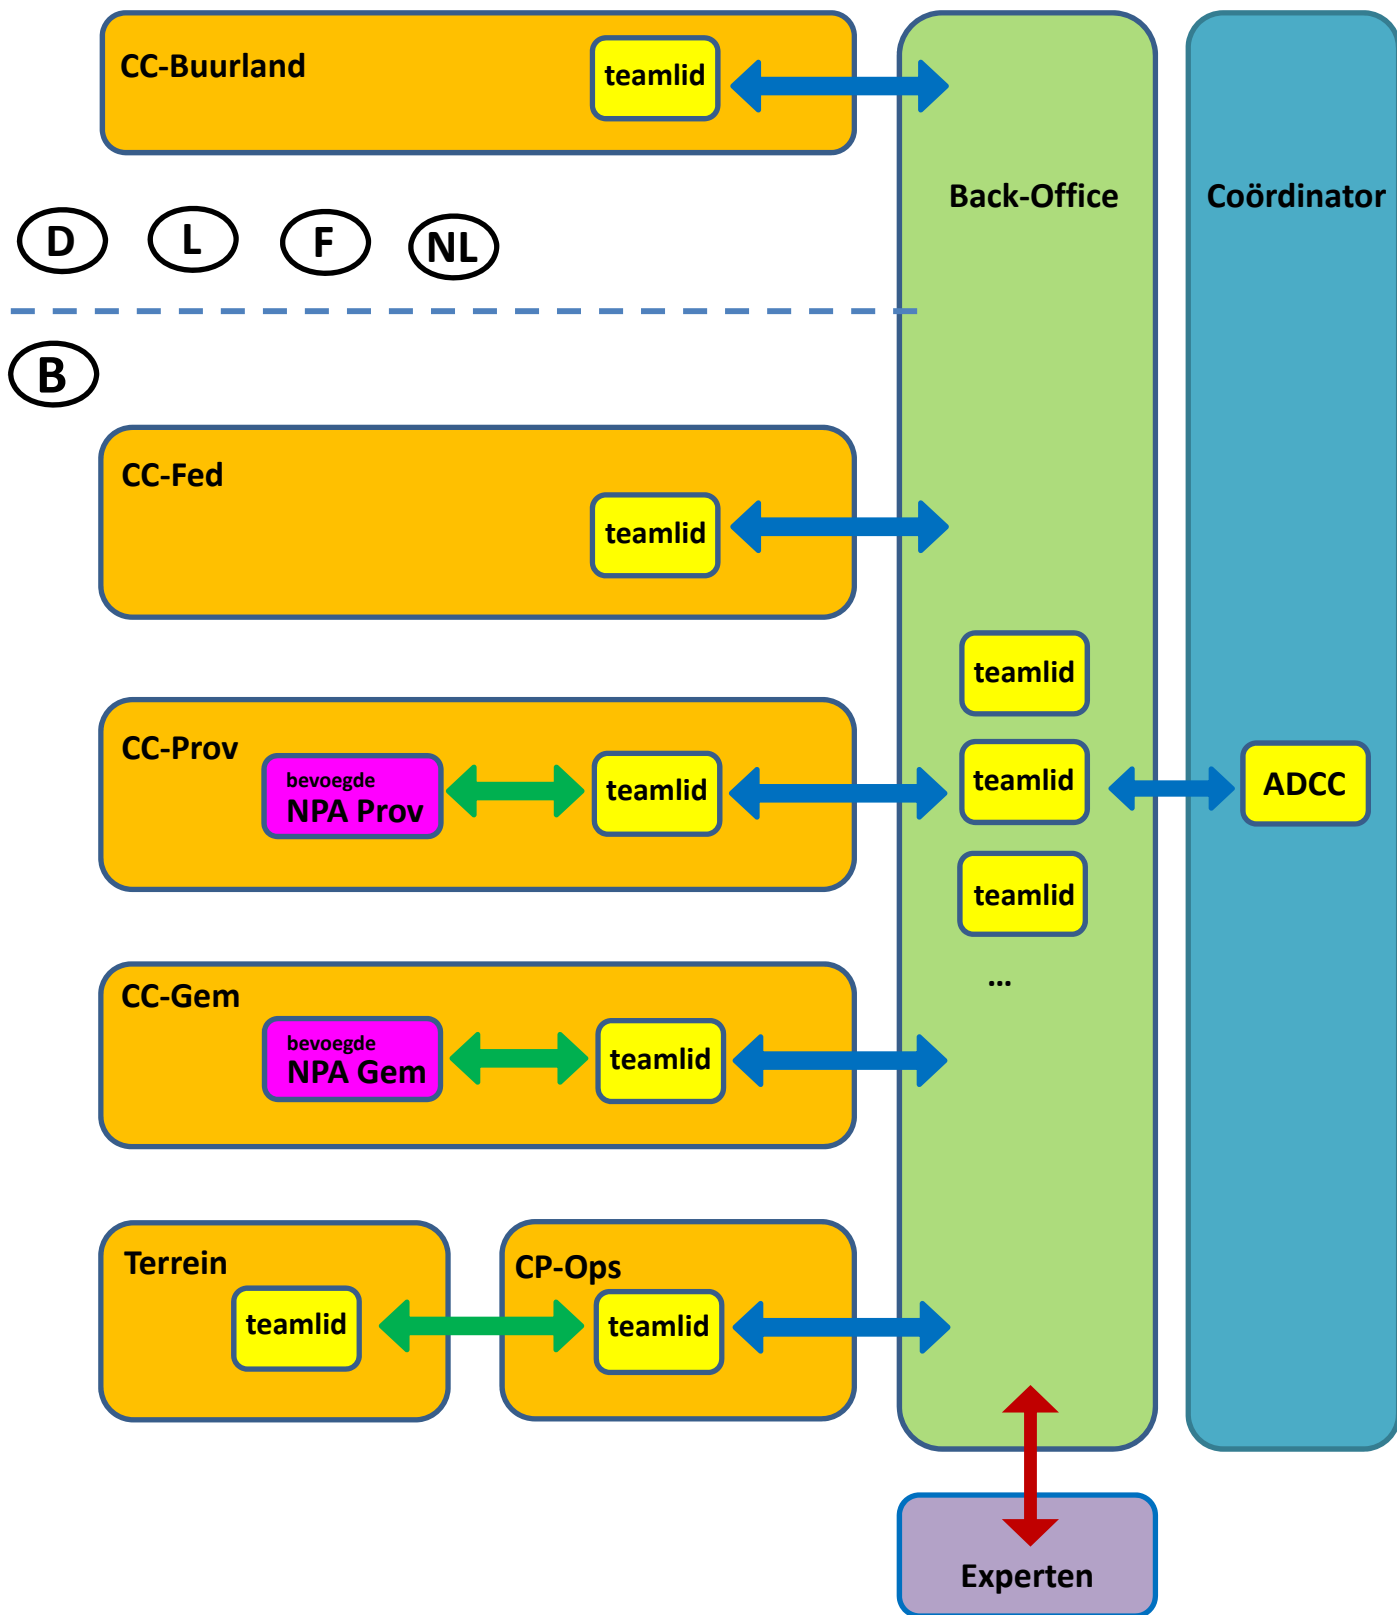 CC-Buurland
teamlid
Back-Office
Coördinator
D
L
F
NL
B
CC-Fed
teamlid
teamlid
CC-Prov
bevoegde
NPA Prov
teamlid
teamlid
ADCC
teamlid
...
CC-Gem
bevoegde
NPA Gem
teamlid
Terrein
teamlid
CP-Ops
teamlid
Experten